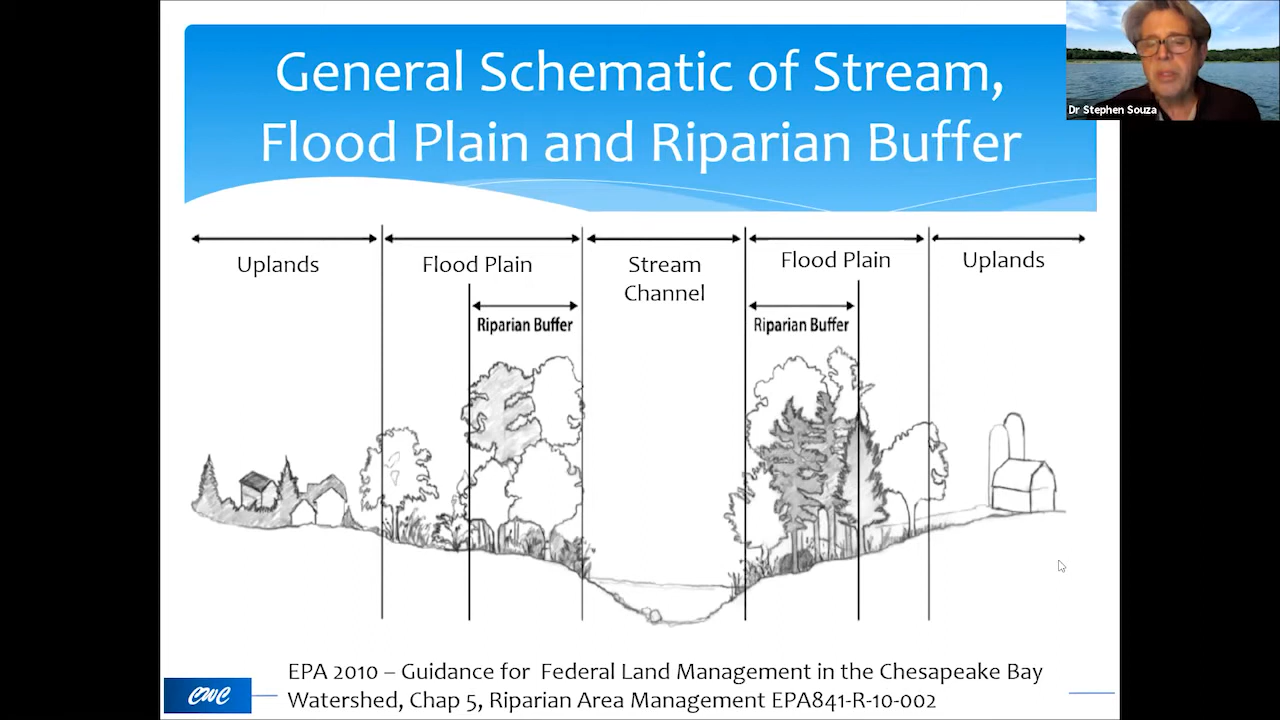 General Schematic of Stream,
Flood Plain and Riparian Buffer
Dr Stephen Souza
Uplands
Flood Plain
Stream
Channel
Flood Plain
Uplands
Riparian Buffer
Riparian Buffer
EPA 2010 – Guidance for Federal Land Management in the Chesapeake Bay
Watershed, Chap 5, Riparian Area Management EPA841-R-10-002
CWC